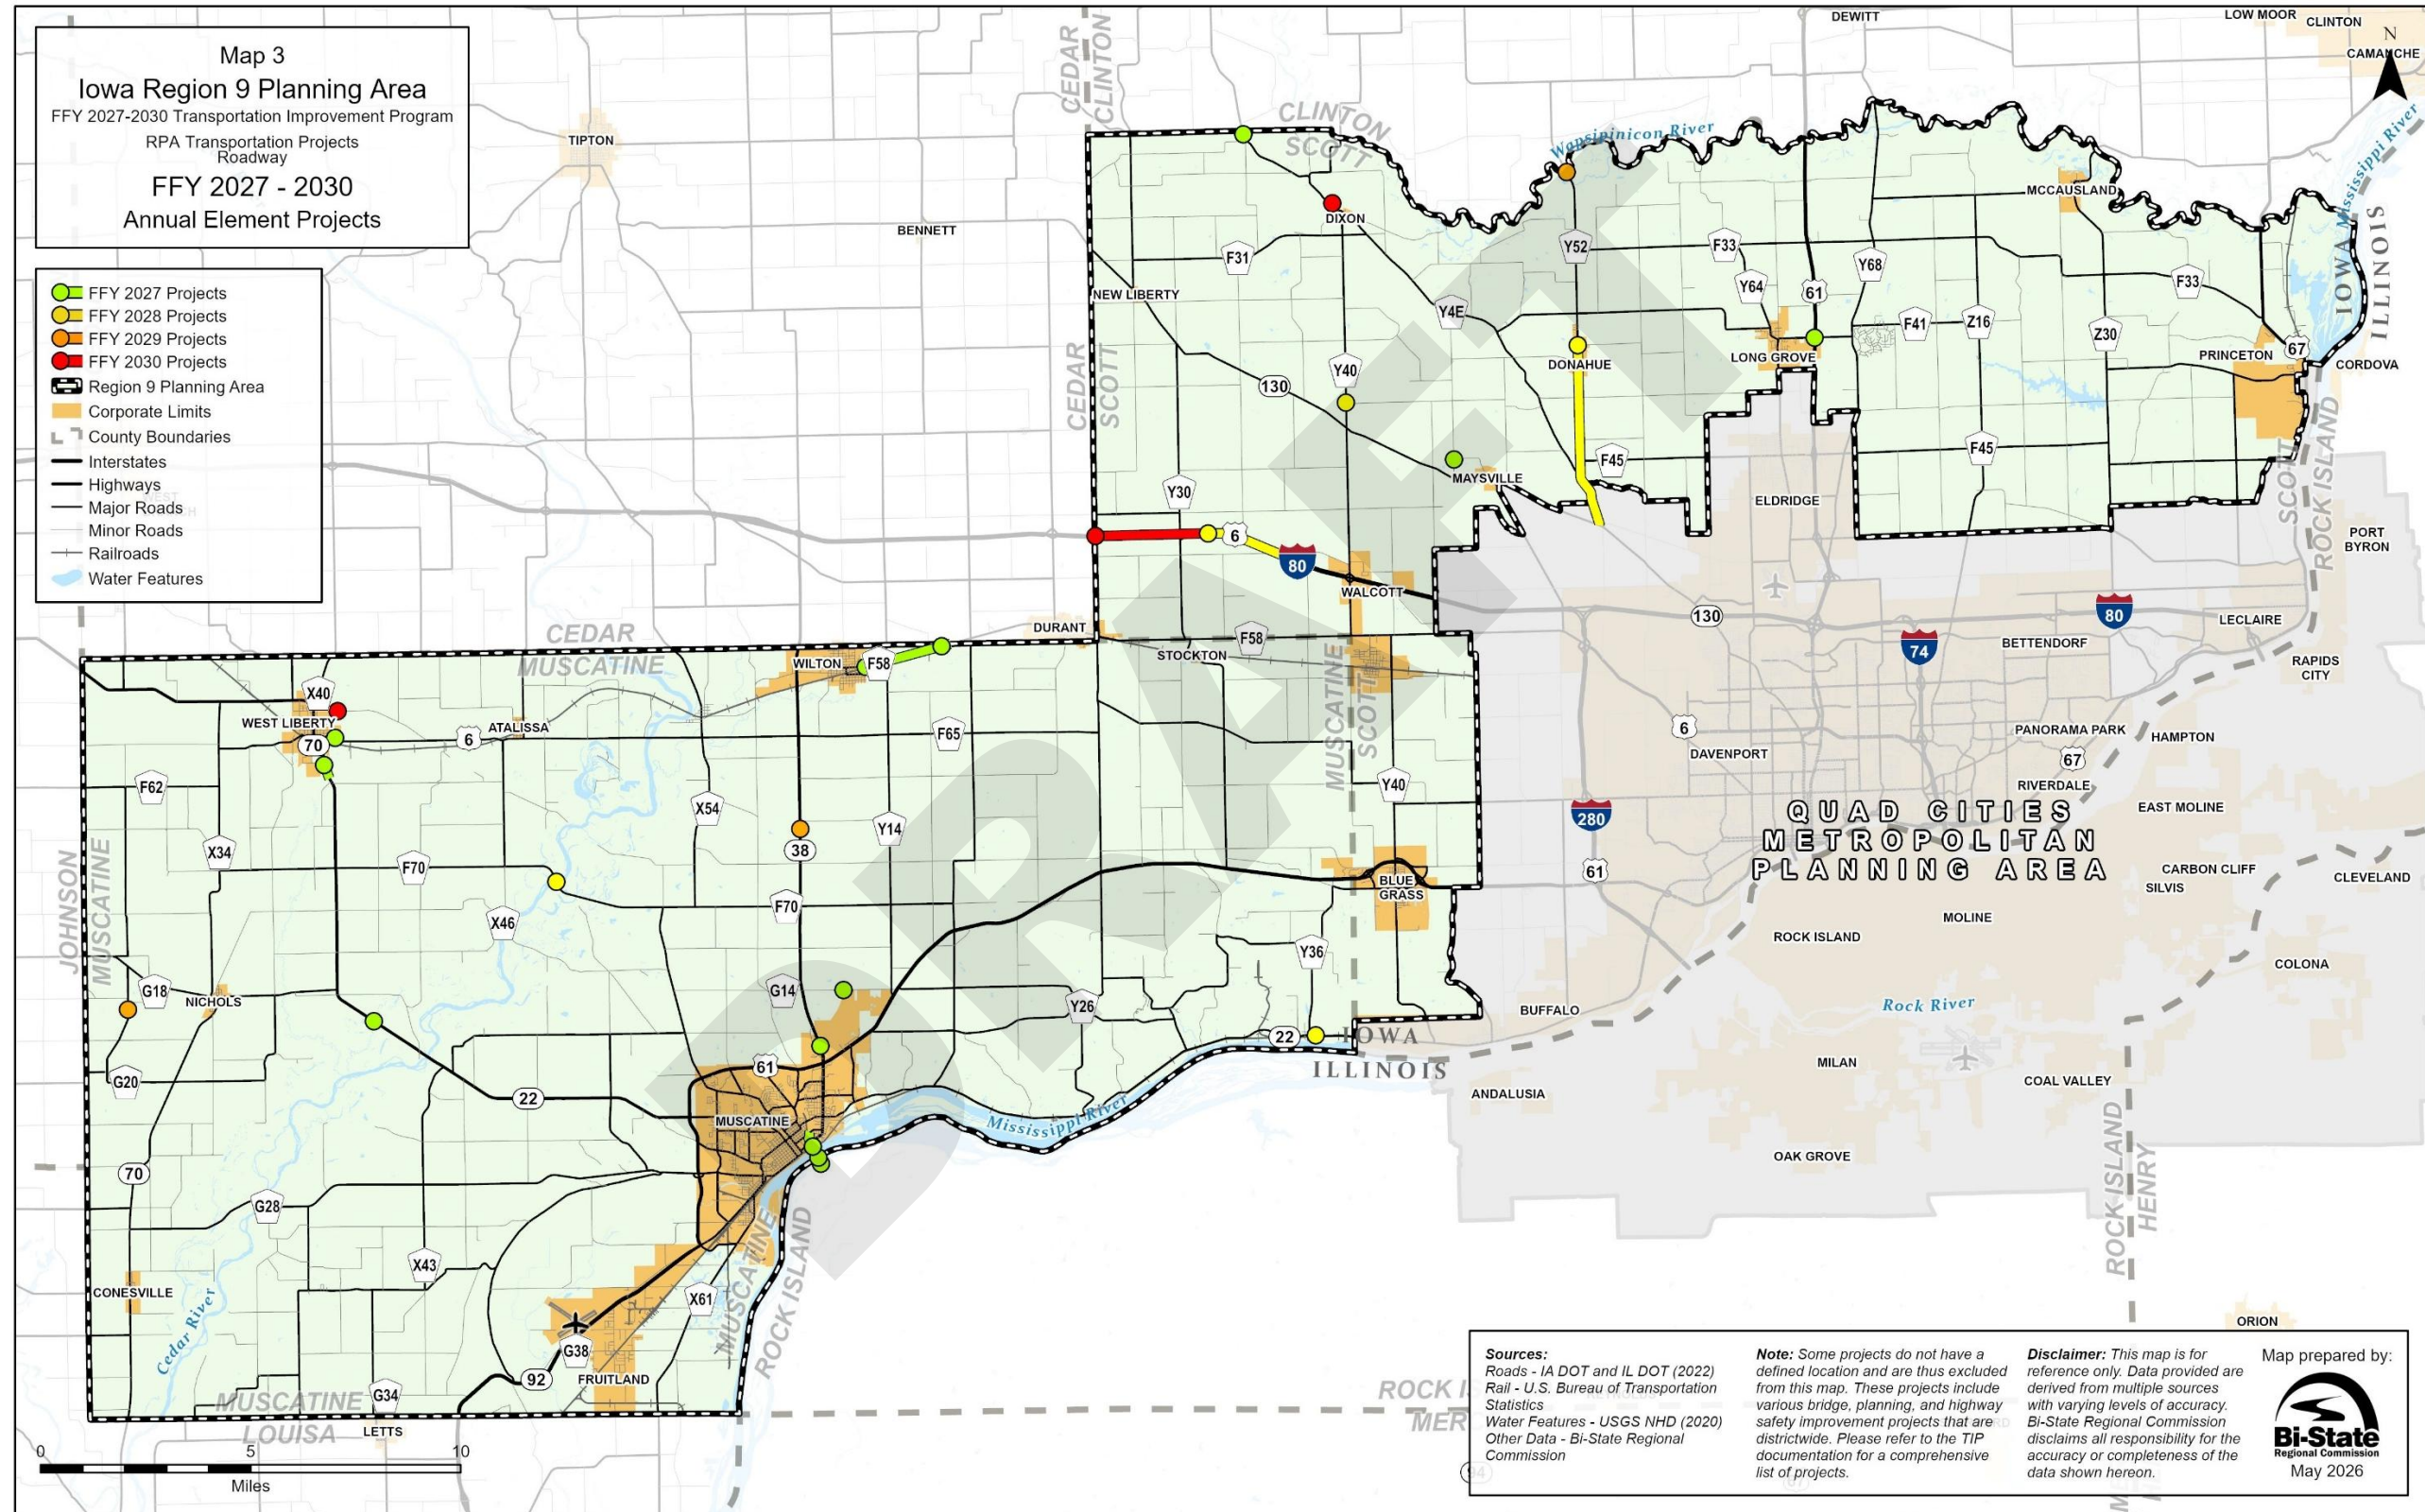 Map 3
Iowa Region 9 Planning Area
FFY 2027-2030 Transportation Improvement Program
RPA Transportation Projects
Roadway
FFY 2027 - 2030
Annual Element Projects
FFY 2027 Projects
FFY 2028 Projects
FFY 2029 Projects
FFY 2030 Projects
Region 9 Planning Area
Corporate Limits
County Boundaries
Interstates
Highways
Major Roads
Minor Roads
Railroads
Water Features
DRAFT
DEWITT
LOW MOOR
CLINTON
N
CAMANCHE
CEDAR
CLINTON
CLINTON
SCOTT
Wapsipinicon River
Mississippi River
TIPTON
BENNETT
DIXON
MCCAUSLAND
IOWA
ILLINOIS
F31
Y52
F33
Y64
61
Y68
F33
NEW LIBERTY
Y4E
F41
Z16
Z30
67
CEDAR
SCOTT
130
Y40
DONAHUE
LONG GROVE
PRINCETON
CORDOVA
MAYSVILLE
F45
F45
Y30
ELDRIDGE
SCOTT
ROCK ISLAND
PORT
BYRON
6
80
WALCOTT
130
80
LECLAIRE
74
BETTENDORF
RAPIDS
CITY
DURANT
CEDAR
MUSCATINE
WILTON
F58
F58
STOCKTON
MUSCATINE
SCOTT
X40
WEST LIBERTY
70
6
ATALISSA
F65
6
DAVENPORT
PANORAMA PARK
67
HAMPTON
RIVERDALE
EAST MOLINE
F62
X54
Y14
Y40
280
QUAD CITIES
METROPOLITAN
PLANNING AREA
X34
F70
38
61
CARBON CLIFF
SILVIS
CLEVELAND
BLUE
GRASS
JOHNSON
MUSCATINE
X46
F70
Y36
MOLINE
ROCK ISLAND
COLONA
G18
NICHOLS
G14
Y26
BUFFALO
Rock River
22
IOWA
ILLINOIS
G20
61
MILAN
COAL VALLEY
ANDALUSIA
22
MUSCATINE
Mississippi River
OAK GROVE
ROCK ISLAND
HENRY
70
G28
X43
MUSCATINE
ROCK ISLAND
CONESVILLE
Cedar River
X61
G38
FRUITLAND
92
G34
MUSCATINE
LOUISA
LETTS
ORION
0 5 10
Miles
Sources:
Roads - IA DOT and IL DOT (2022)
Rail - U.S. Bureau of Transportation
Statistics
Water Features - USGS NHD (2020)
Other Data - Bi-State Regional
Commission
Note: Some projects do not have a
defined location and are thus excluded
from this map. These projects include
various bridge, planning, and highway
safety improvement projects that are
districtwide. Please refer to the TIP
documentation for a comprehensive
list of projects.
Disclaimer: This map is for
reference only. Data provided are
derived from multiple sources
with varying levels of accuracy.
Bi-State Regional Commission
disclaims all responsibility for the
accuracy or completeness of the
data shown hereon.
Map prepared by:
Bi-State
Regional Commission
May 2026